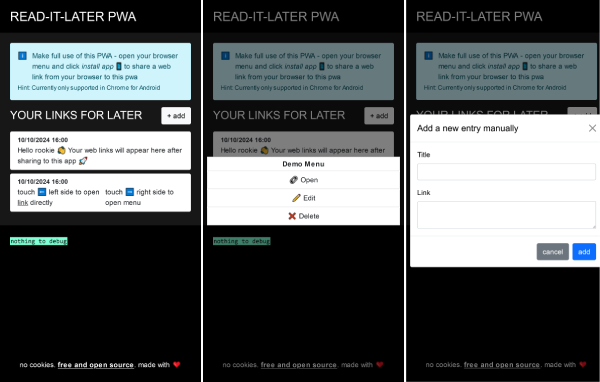 READ-IT-LATER PWA
Make full use of this PWA - open your browser
menu and click install app to share a web
link from your browser to this pwa
Hint: Currently only supported in Chrome for Android
YOUR LINKS FOR LATER
+ add
10/10/2024 16:00
Hello rookie Your web links will appear here after
sharing to this app
10/10/2024 16:00
touch left side to open
link directly
touch right side to
open menu
nothing to debug
no cookies, free and open source, made with
READ-IT-LATER PWA
Make full use of this PWA - open your browser
menu and click install app to share a web
link from your browser to this pwa
Hint: Currently only supported in Chrome for Android
YOUR LINKS FOR LATER
+ add
10/10/2024 16:00
Hello rookie Your web links will appear here after
Demo Menu
Open
Edit
Delete
nothing to debug
no cookies, free and open source, made with
READ-IT-LATER PWA
Make full use of this PWA - open your browser
menu and click install app to share a web
link from your browser to this pwa
Hint: Currently only supported in Chrome for Android
YOUR LINKS FOR LATER
Add a new entry manually
Title
Link
cancel
add
no cookies, free and open source, made with